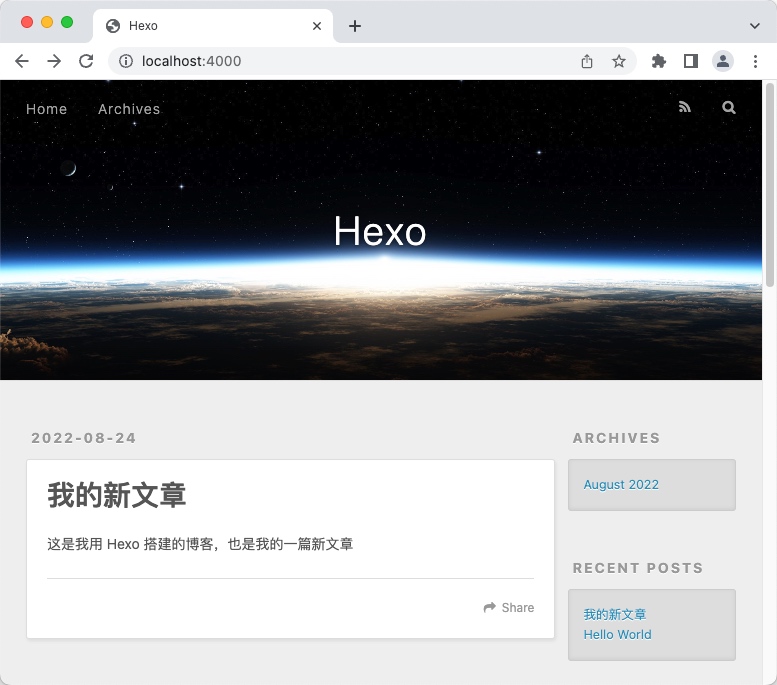 Hexo
localhost:4000
Home Archives
Hexo
2022-08-24
我的新文章
这是我用 Hexo 搭建的博客，也是我的一篇新文章
Share
ARCHIVES
August 2022
RECENT POSTS
我的新文章
Hello World